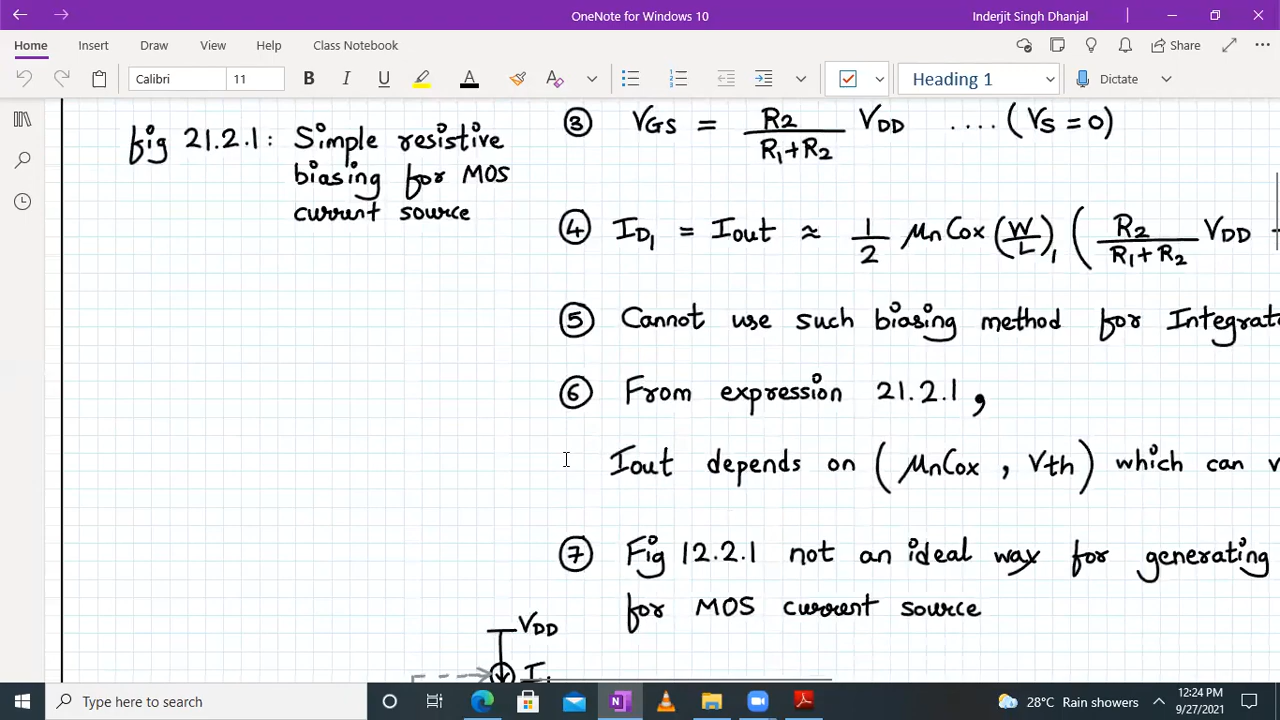 OneNote for Windows 10
Inderjit Singh Dhanjal
Home Insert Draw View Help Class Notebook
Share
Calibri 11 B I U A Heading 1 Dictate
fig 21.2.1: Simple resistive
biasing for MOS
current source
③ VGS = R2 / R1+R2 VDD .... (VS = 0)
④ ID1 = Iout ≈ 1/2 μnCox (W/L)1 ( R2 / R1+R2 VDD -
⑤ Cannot use such biasing method for Integrat
⑥ From expression 21.2.1,
Iout depends on (μnCox, Vth) which can v
⑦ Fig 12.2.1 not an ideal way for generating
for MOS current source
VDD
I1
Type here to search
28°C Rain showers
12:24 PM
9/27/2021